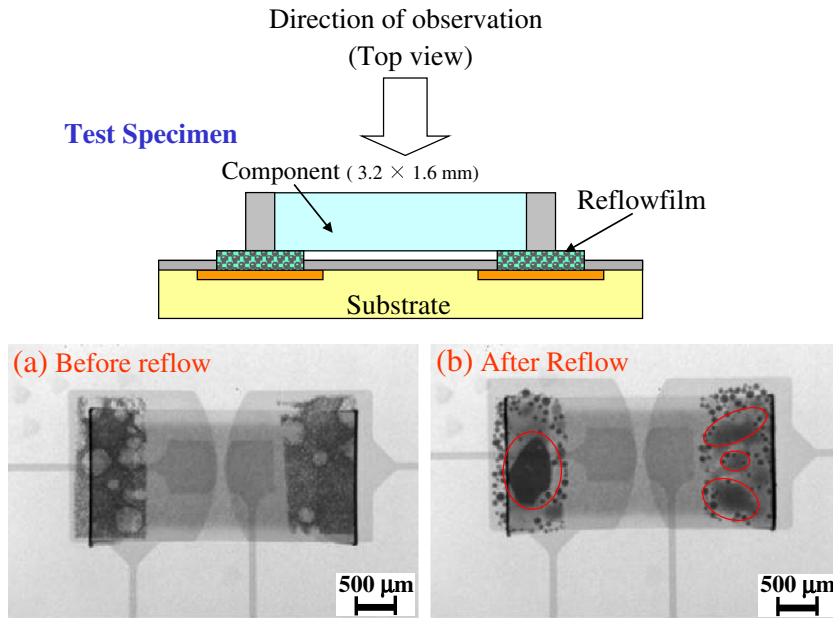 Direction of observation
(Top view)
Test Specimen
Component ( 3.2 × 1.6 mm)
Reflowfilm
Substrate
(a) Before reflow
(b) After Reflow
500 μm
500 μm